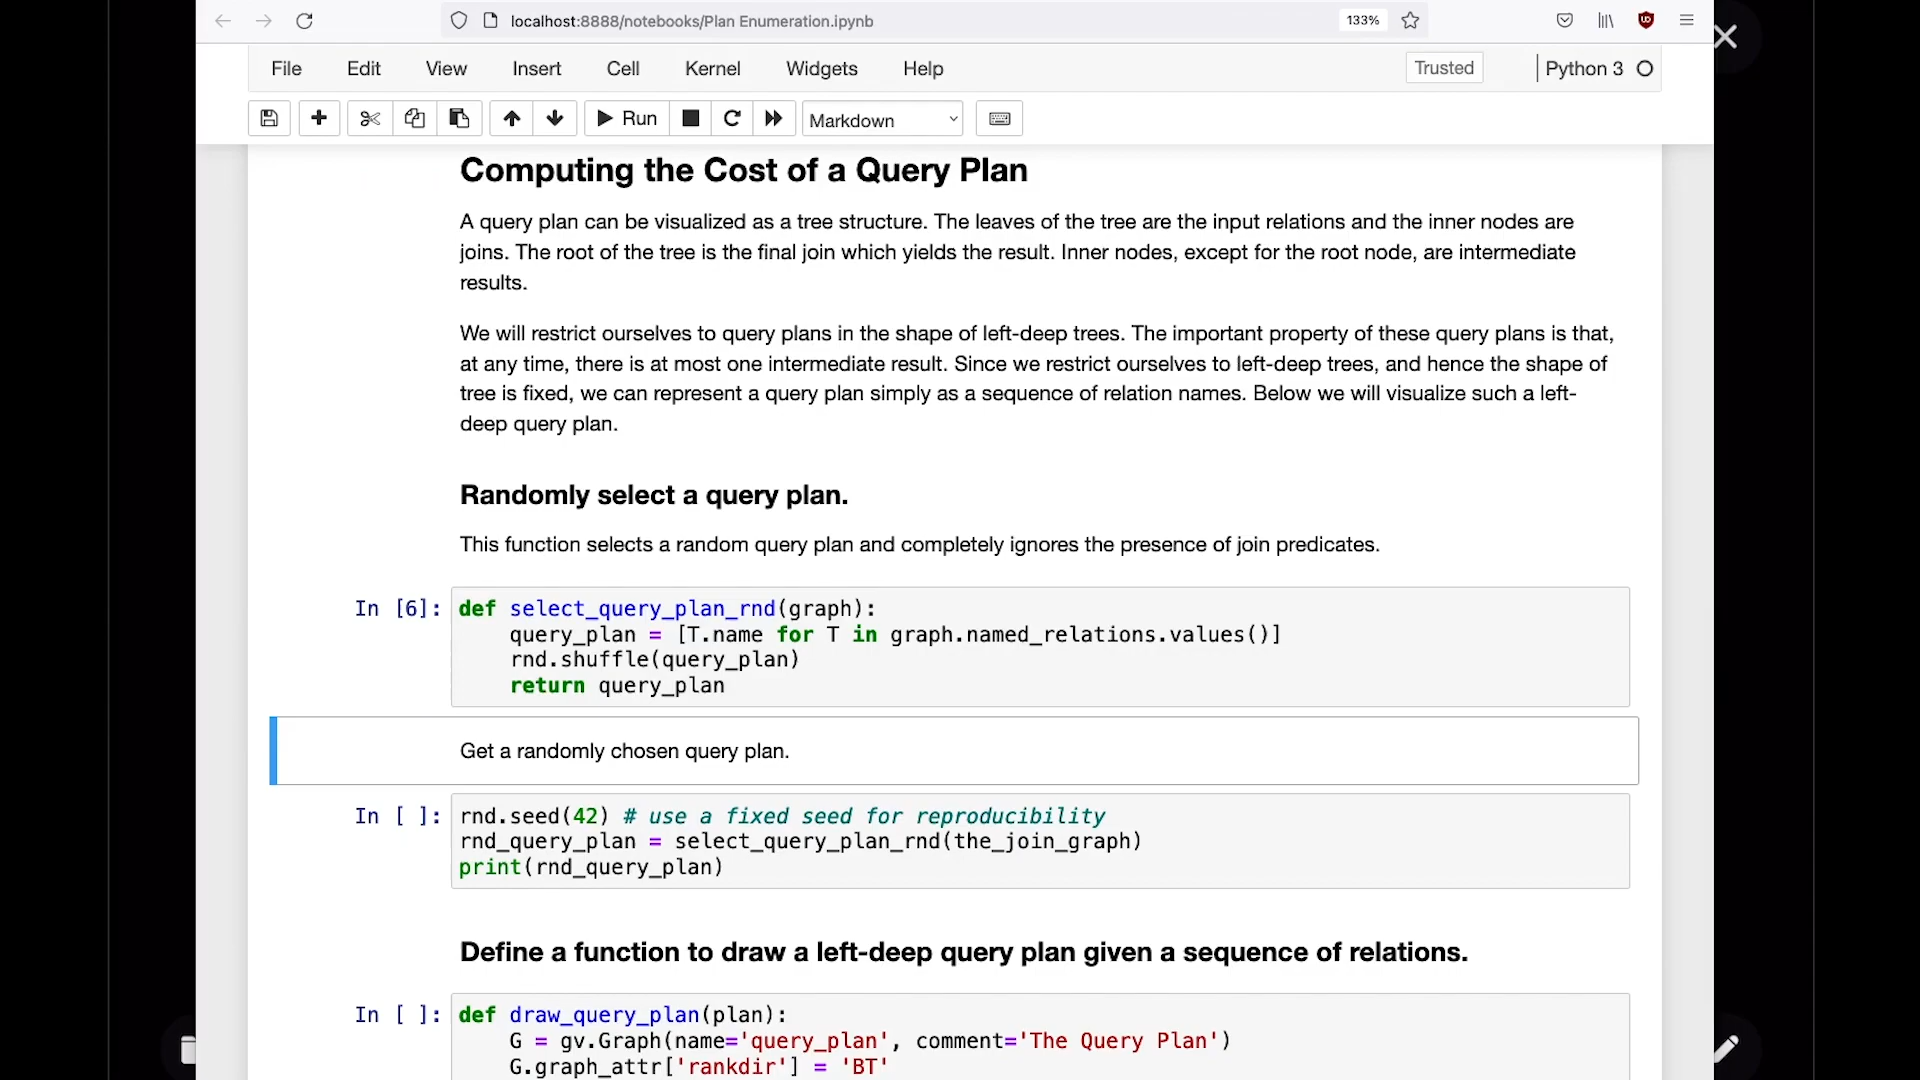 localhost:8888/notebooks/Plan Enumeration.ipynb 133%
File Edit View Insert Cell Kernel Widgets Help Trusted Python 3
Run Markdown
Computing the Cost of a Query Plan
A query plan can be visualized as a tree structure. The leaves of the tree are the input relations and the inner nodes are
joins. The root of the tree is the final join which yields the result. Inner nodes, except for the root node, are intermediate
results.
We will restrict ourselves to query plans in the shape of left-deep trees. The important property of these query plans is that,
at any time, there is at most one intermediate result. Since we restrict ourselves to left-deep trees, and hence the shape of
tree is fixed, we can represent a query plan simply as a sequence of relation names. Below we will visualize such a left-
deep query plan.
Randomly select a query plan.
This function selects a random query plan and completely ignores the presence of join predicates.
In [6]: def select_query_plan_rnd(graph):
query_plan = [T.name for T in graph.named_relations.values()]
rnd.shuffle(query_plan)
return query_plan
Get a randomly chosen query plan.
In [ ]: rnd.seed(42) # use a fixed seed for reproducibility
rnd_query_plan = select_query_plan_rnd(the_join_graph)
print(rnd_query_plan)
Define a function to draw a left-deep query plan given a sequence of relations.
In [ ]: def draw_query_plan(plan):
G = gv.Graph(name='query_plan', comment='The Query Plan')
G.graph_attr['rankdir'] = 'BT'